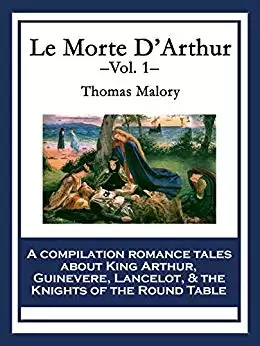 Le Morte D’Arthur
–Vol. 1–
Thomas Malory
A compilation romance tales
about King Arthur,
Guinevere, Lancelot, & the
Knights of the Round Table